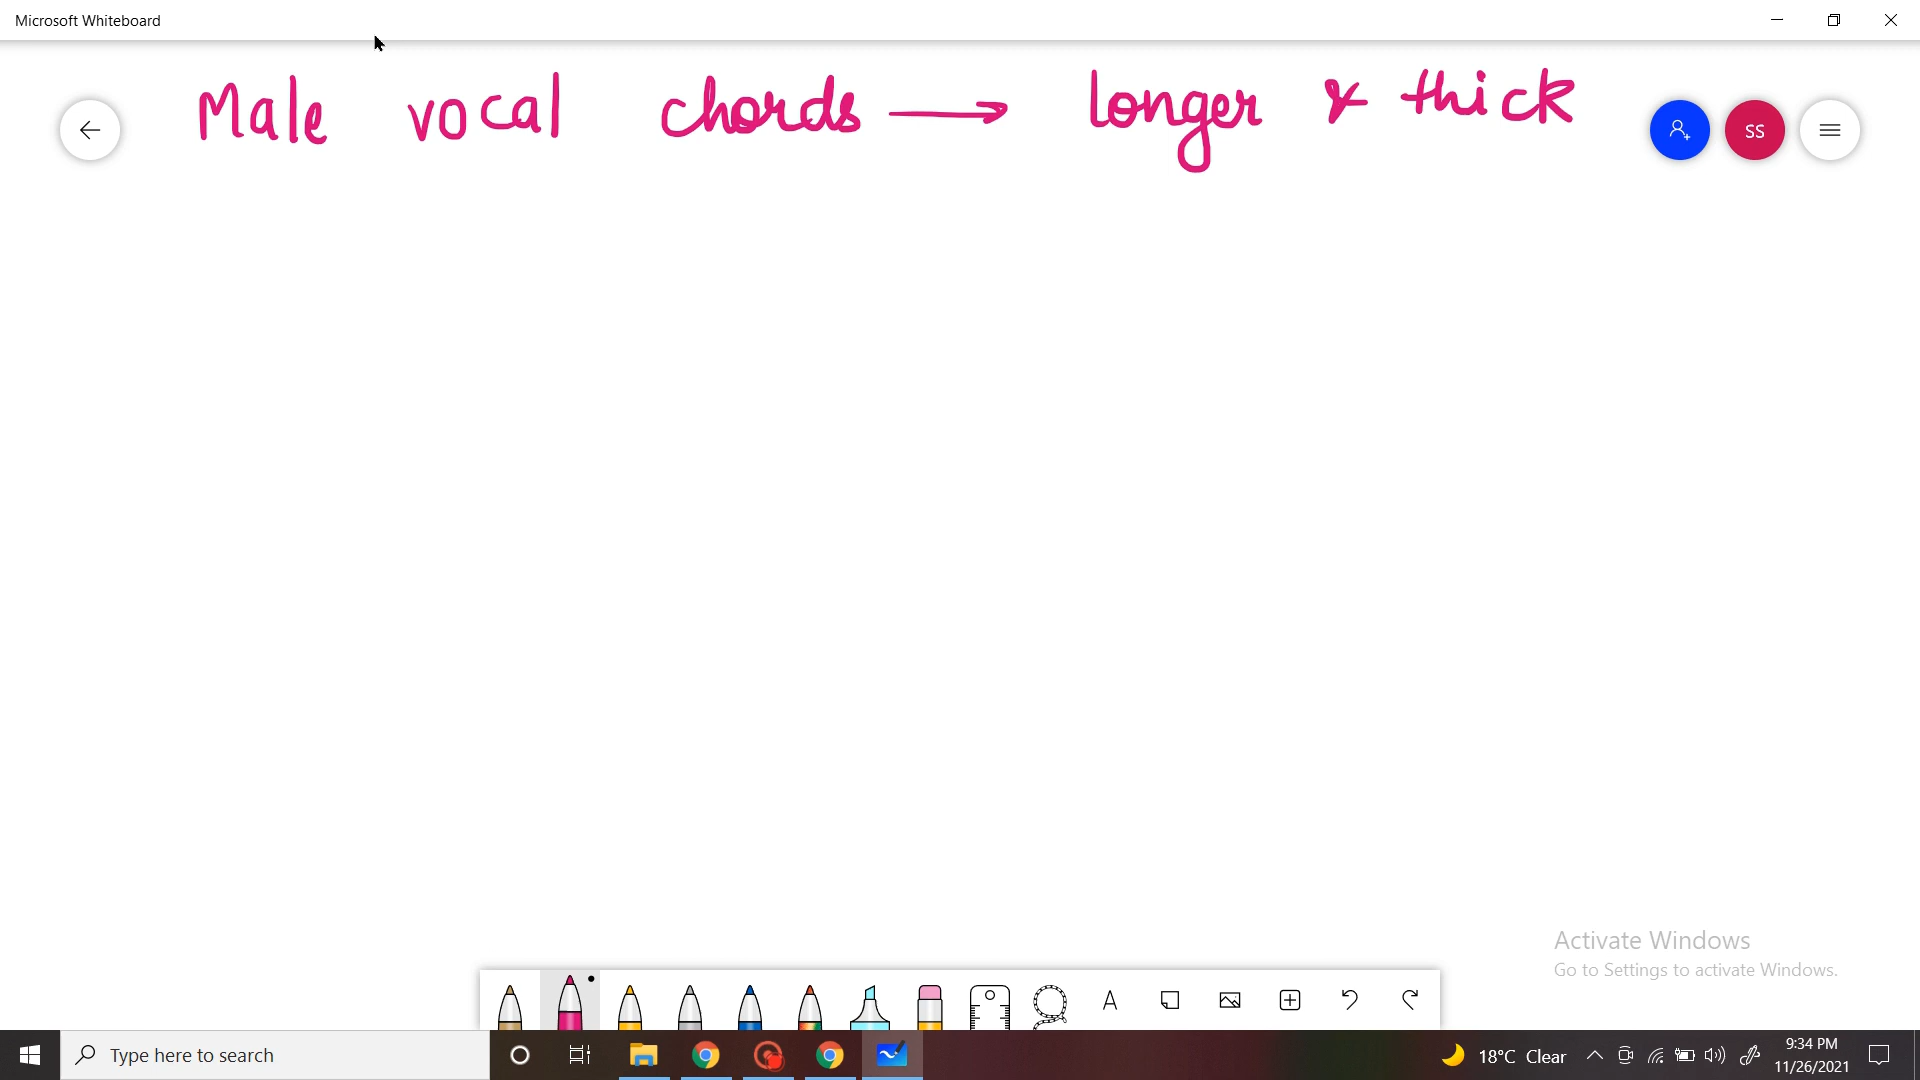 Microsoft Whiteboard
Male vocal chords → longer & thick
SS
Activate Windows
Go to Settings to activate Windows.
A
Type here to search
18°C Clear
9:34 PM
11/26/2021